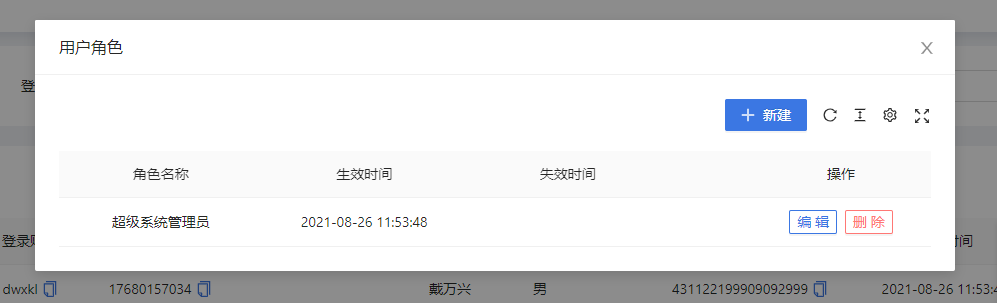 用户角色
登
新建
角色名称 生效时间 失效时间 操作
超级系统管理员 2021-08-26 11:53:48 编 辑 删 除
登录 时间
dwxkl 17680157034 戴万兴 男 431122199909092999 2021-08-26 11:53:4